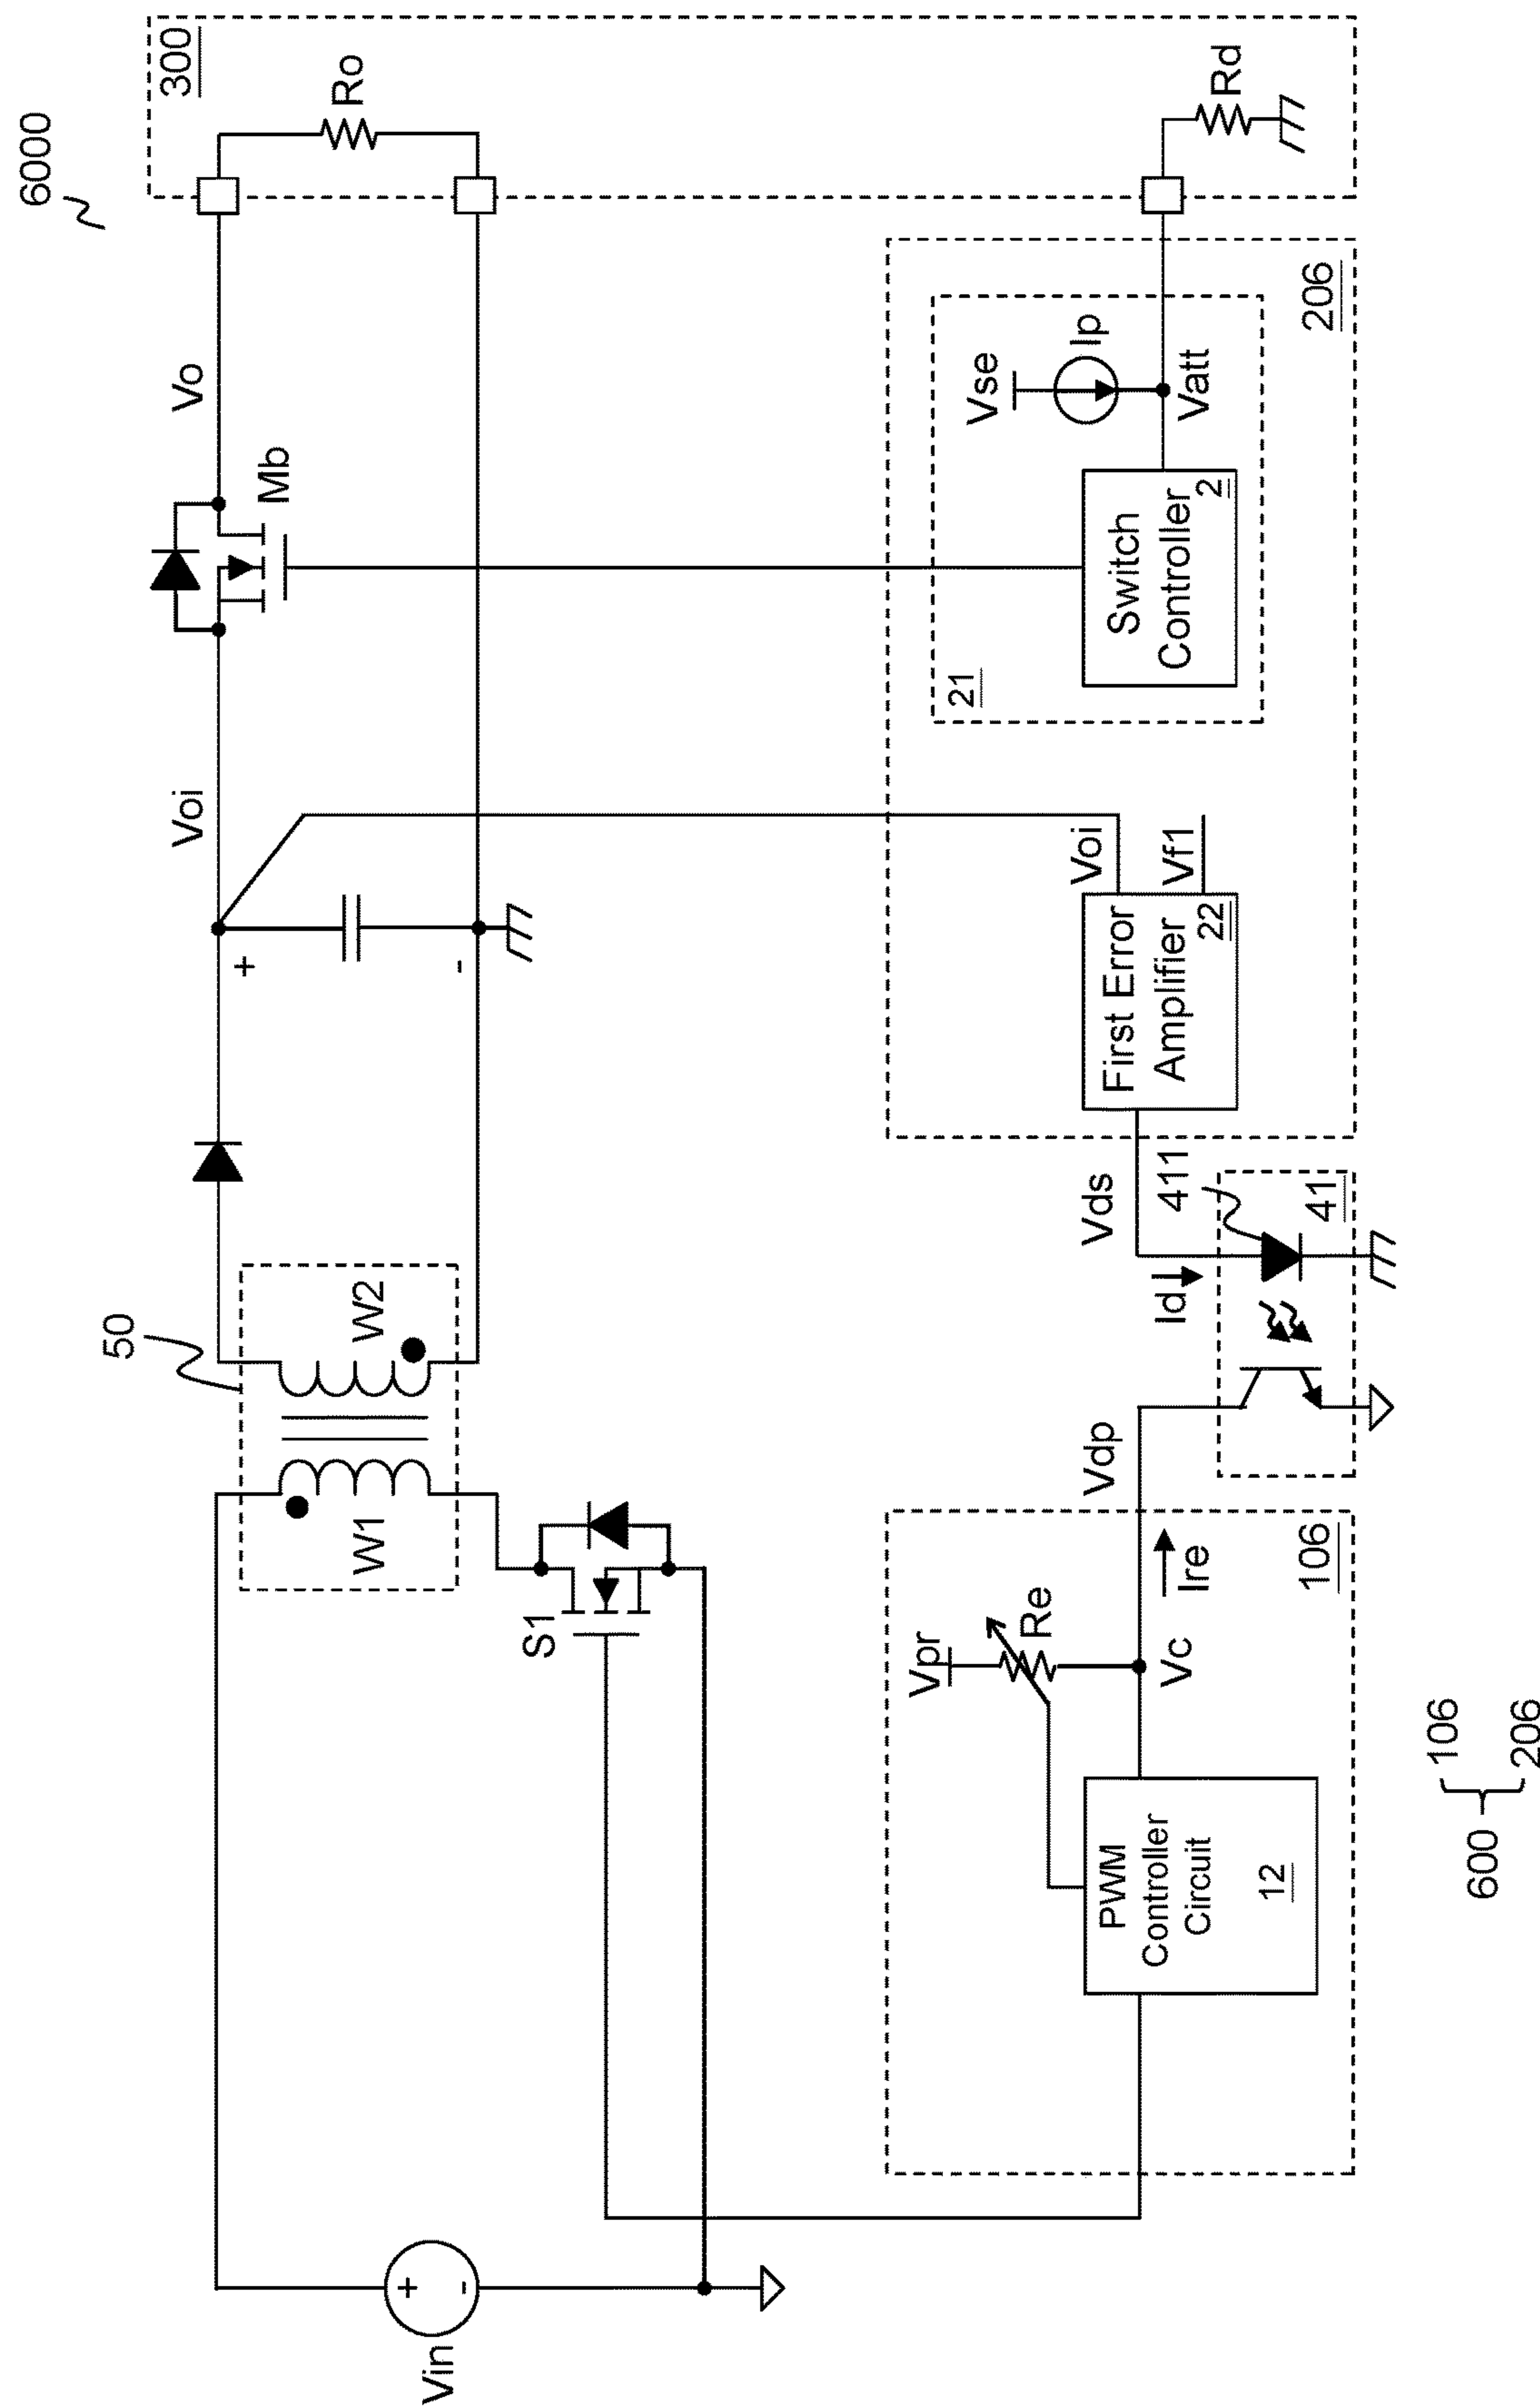 6000
50
300
Vin
+
-
W1
W2
S1
+
-
Voi
Mb
Vo
Ro
PWM
Controller
Circuit
12
Vpr
Re
Vc
Ire
106
Vdp
Id
Vds
411
41
First Error
Amplifier
22
Voi
Vf1
21
Switch
Controller
2
Vse
Ip
Vatt
206
Rd
600
106
206